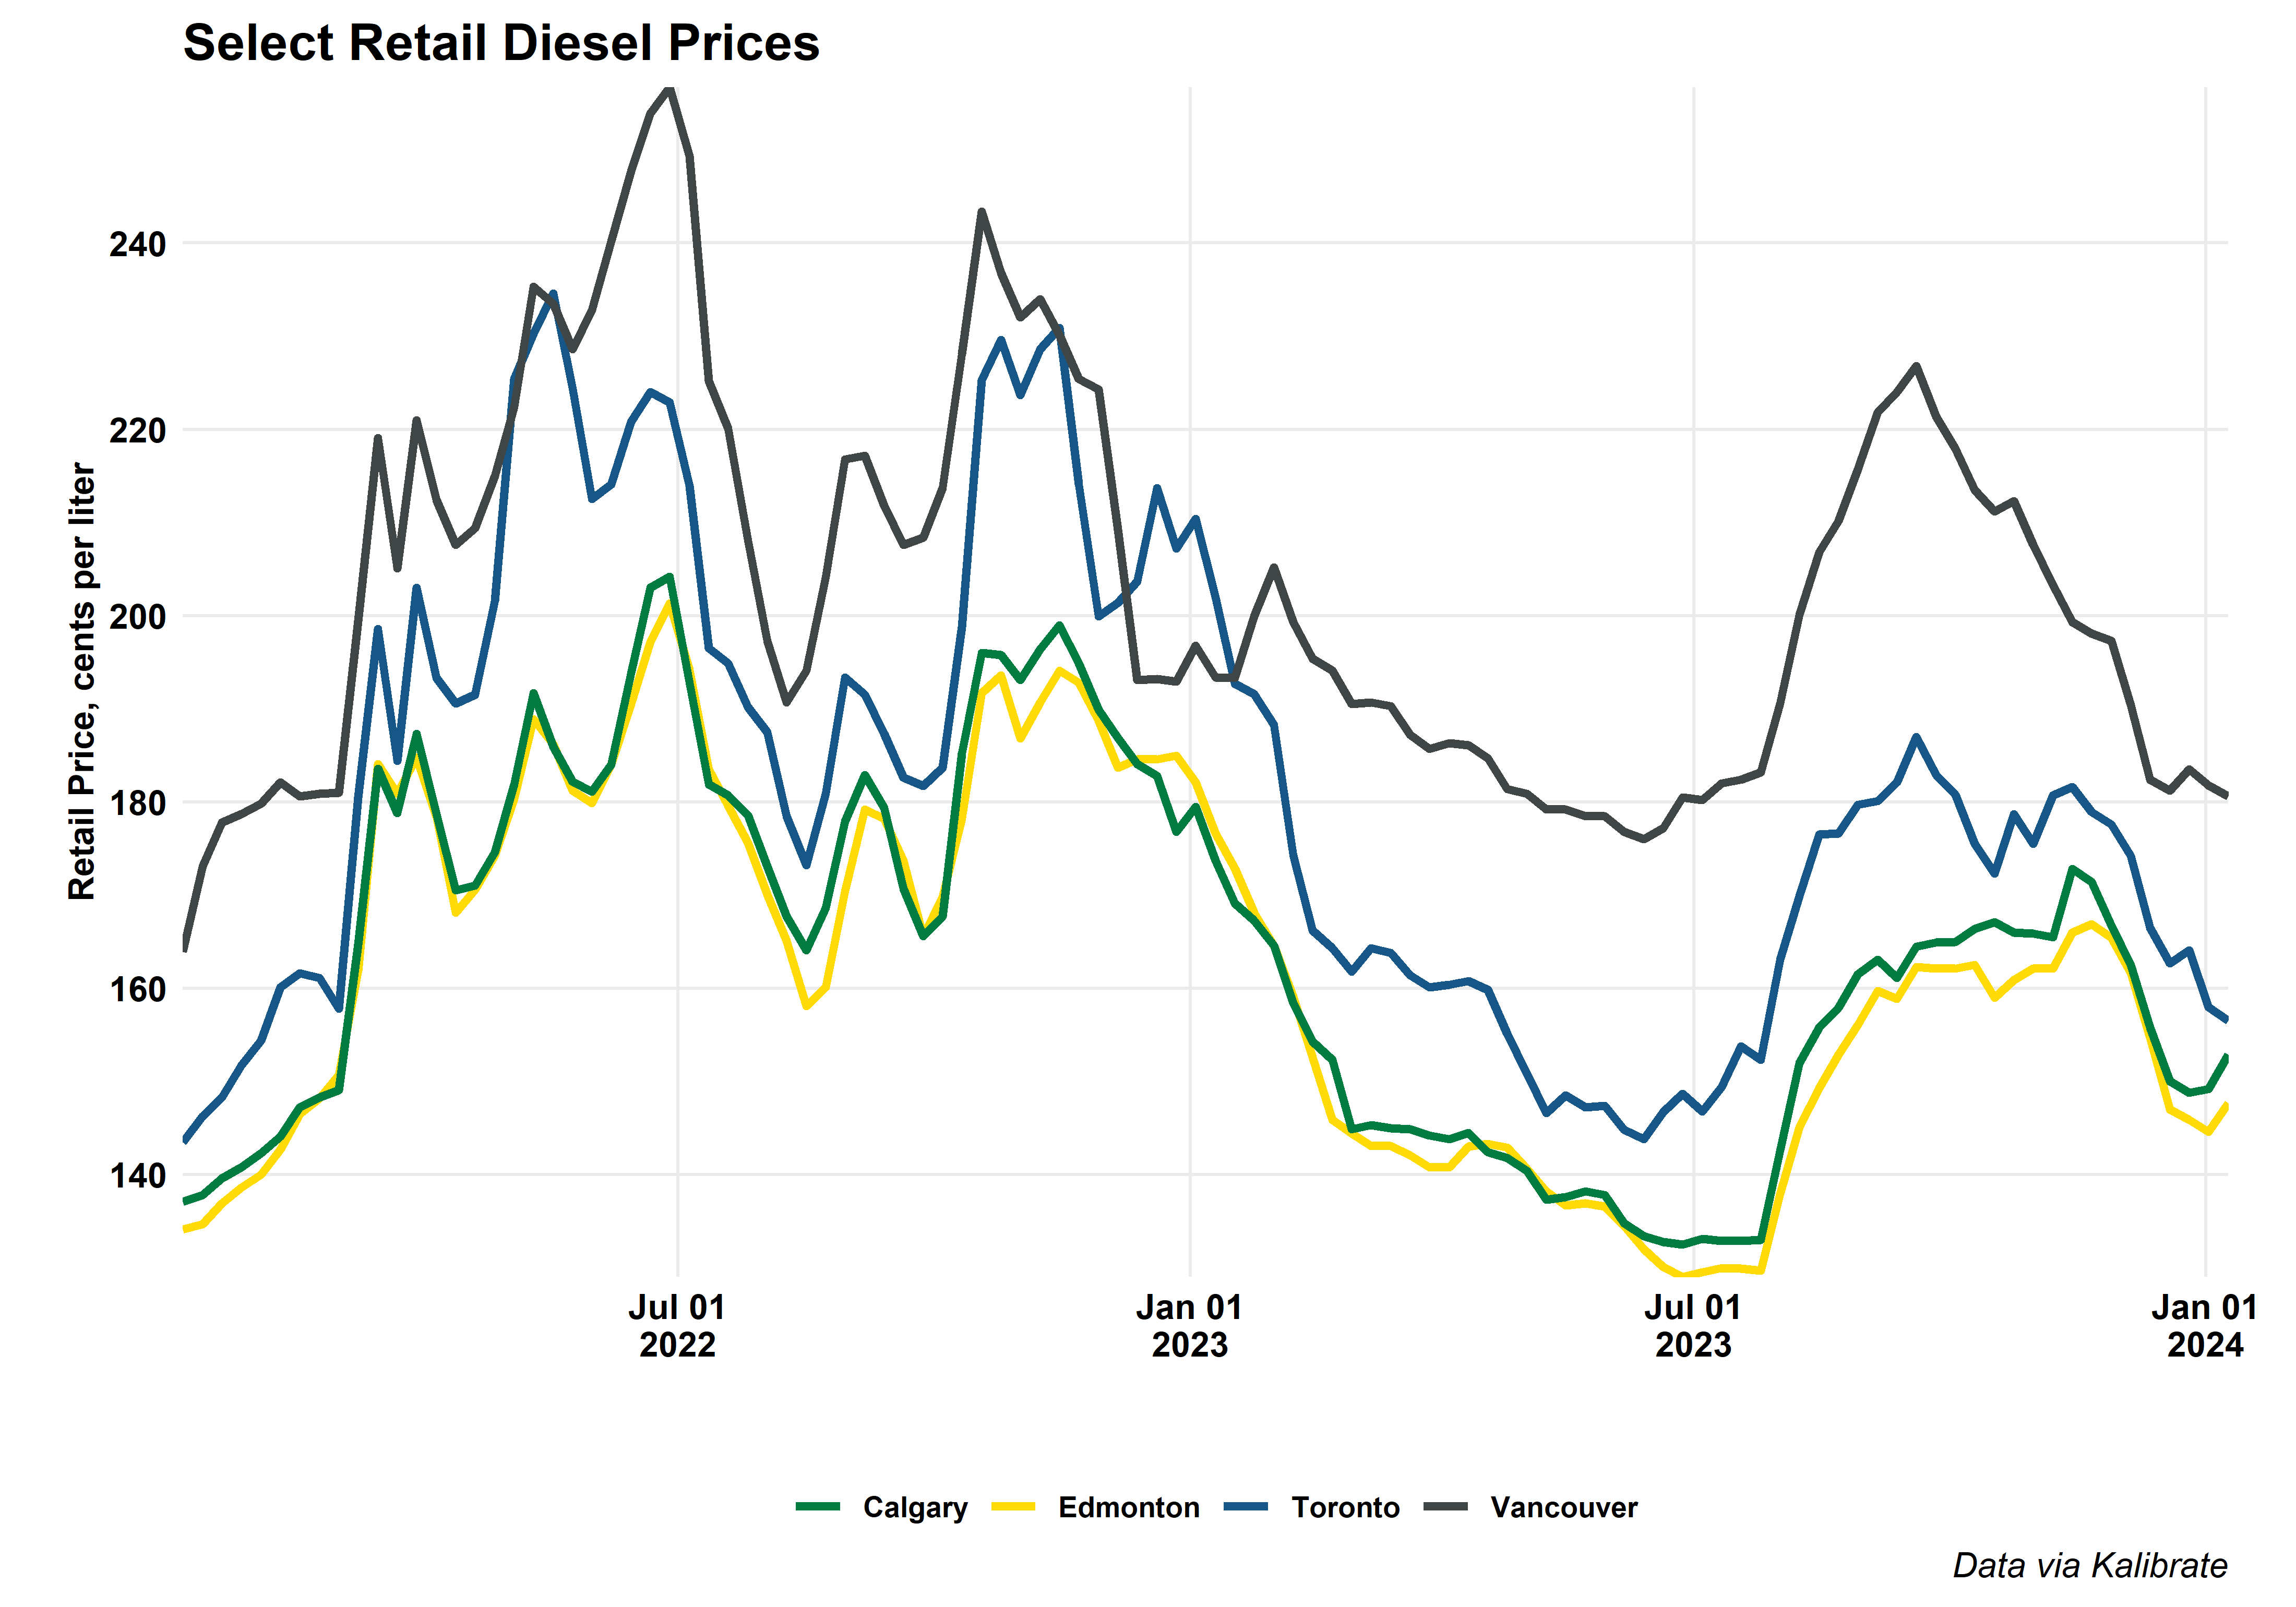 Select Retail Diesel Prices
Retail Price, cents per liter
240
220
200
180
160
140
Jul 01
2022
Jan 01
2023
Jul 01
2023
Jan 01
2024
Calgary Edmonton Toronto Vancouver
Data via Kalibrate